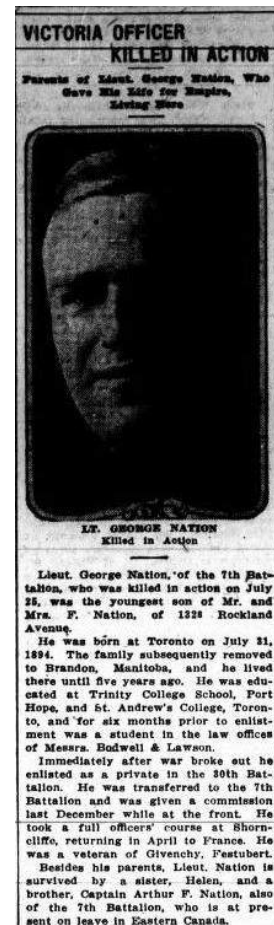 VICTORIA OFFICER
KILLED IN ACTION
Parents of Lieut. George Nation, Who
Gave His Life for Empire,
Living Here
LT. GEORGE NATION
Killed in Action
Lieut. George Nation, of the 7th Bat-
talion, who was killed in action on July
25, was the youngest son of Mr. and
Mrs. F. Nation, of 1328 Rockland
Avenue.
He was born at Toronto on July 31,
1894. The family subsequently removed
to Brandon, Manitoba, and he lived
there until five years ago. He was edu-
cated at Trinity College School, Port
Hope, and St. Andrew's College, Toron-
to, and for six months prior to enlist-
ment was a student in the law offices
of Messrs. Bodwell & Lawson.
Immediately after war broke out he
enlisted as a private in the 30th Bat-
talion. He was transferred to the 7th
Battalion and was given a commission
last December while at the front. He
took a full officers' course at Shorn-
cliffe, returning in April to France. He
was a veteran of Givenchy, Festubert.
Besides his parents, Lieut. Nation is
survived by a sister, Helen, and a
brother, Captain Arthur F. Nation, also
of the 7th Battalion, who is at pre-
sent on leave in Eastern Canada.